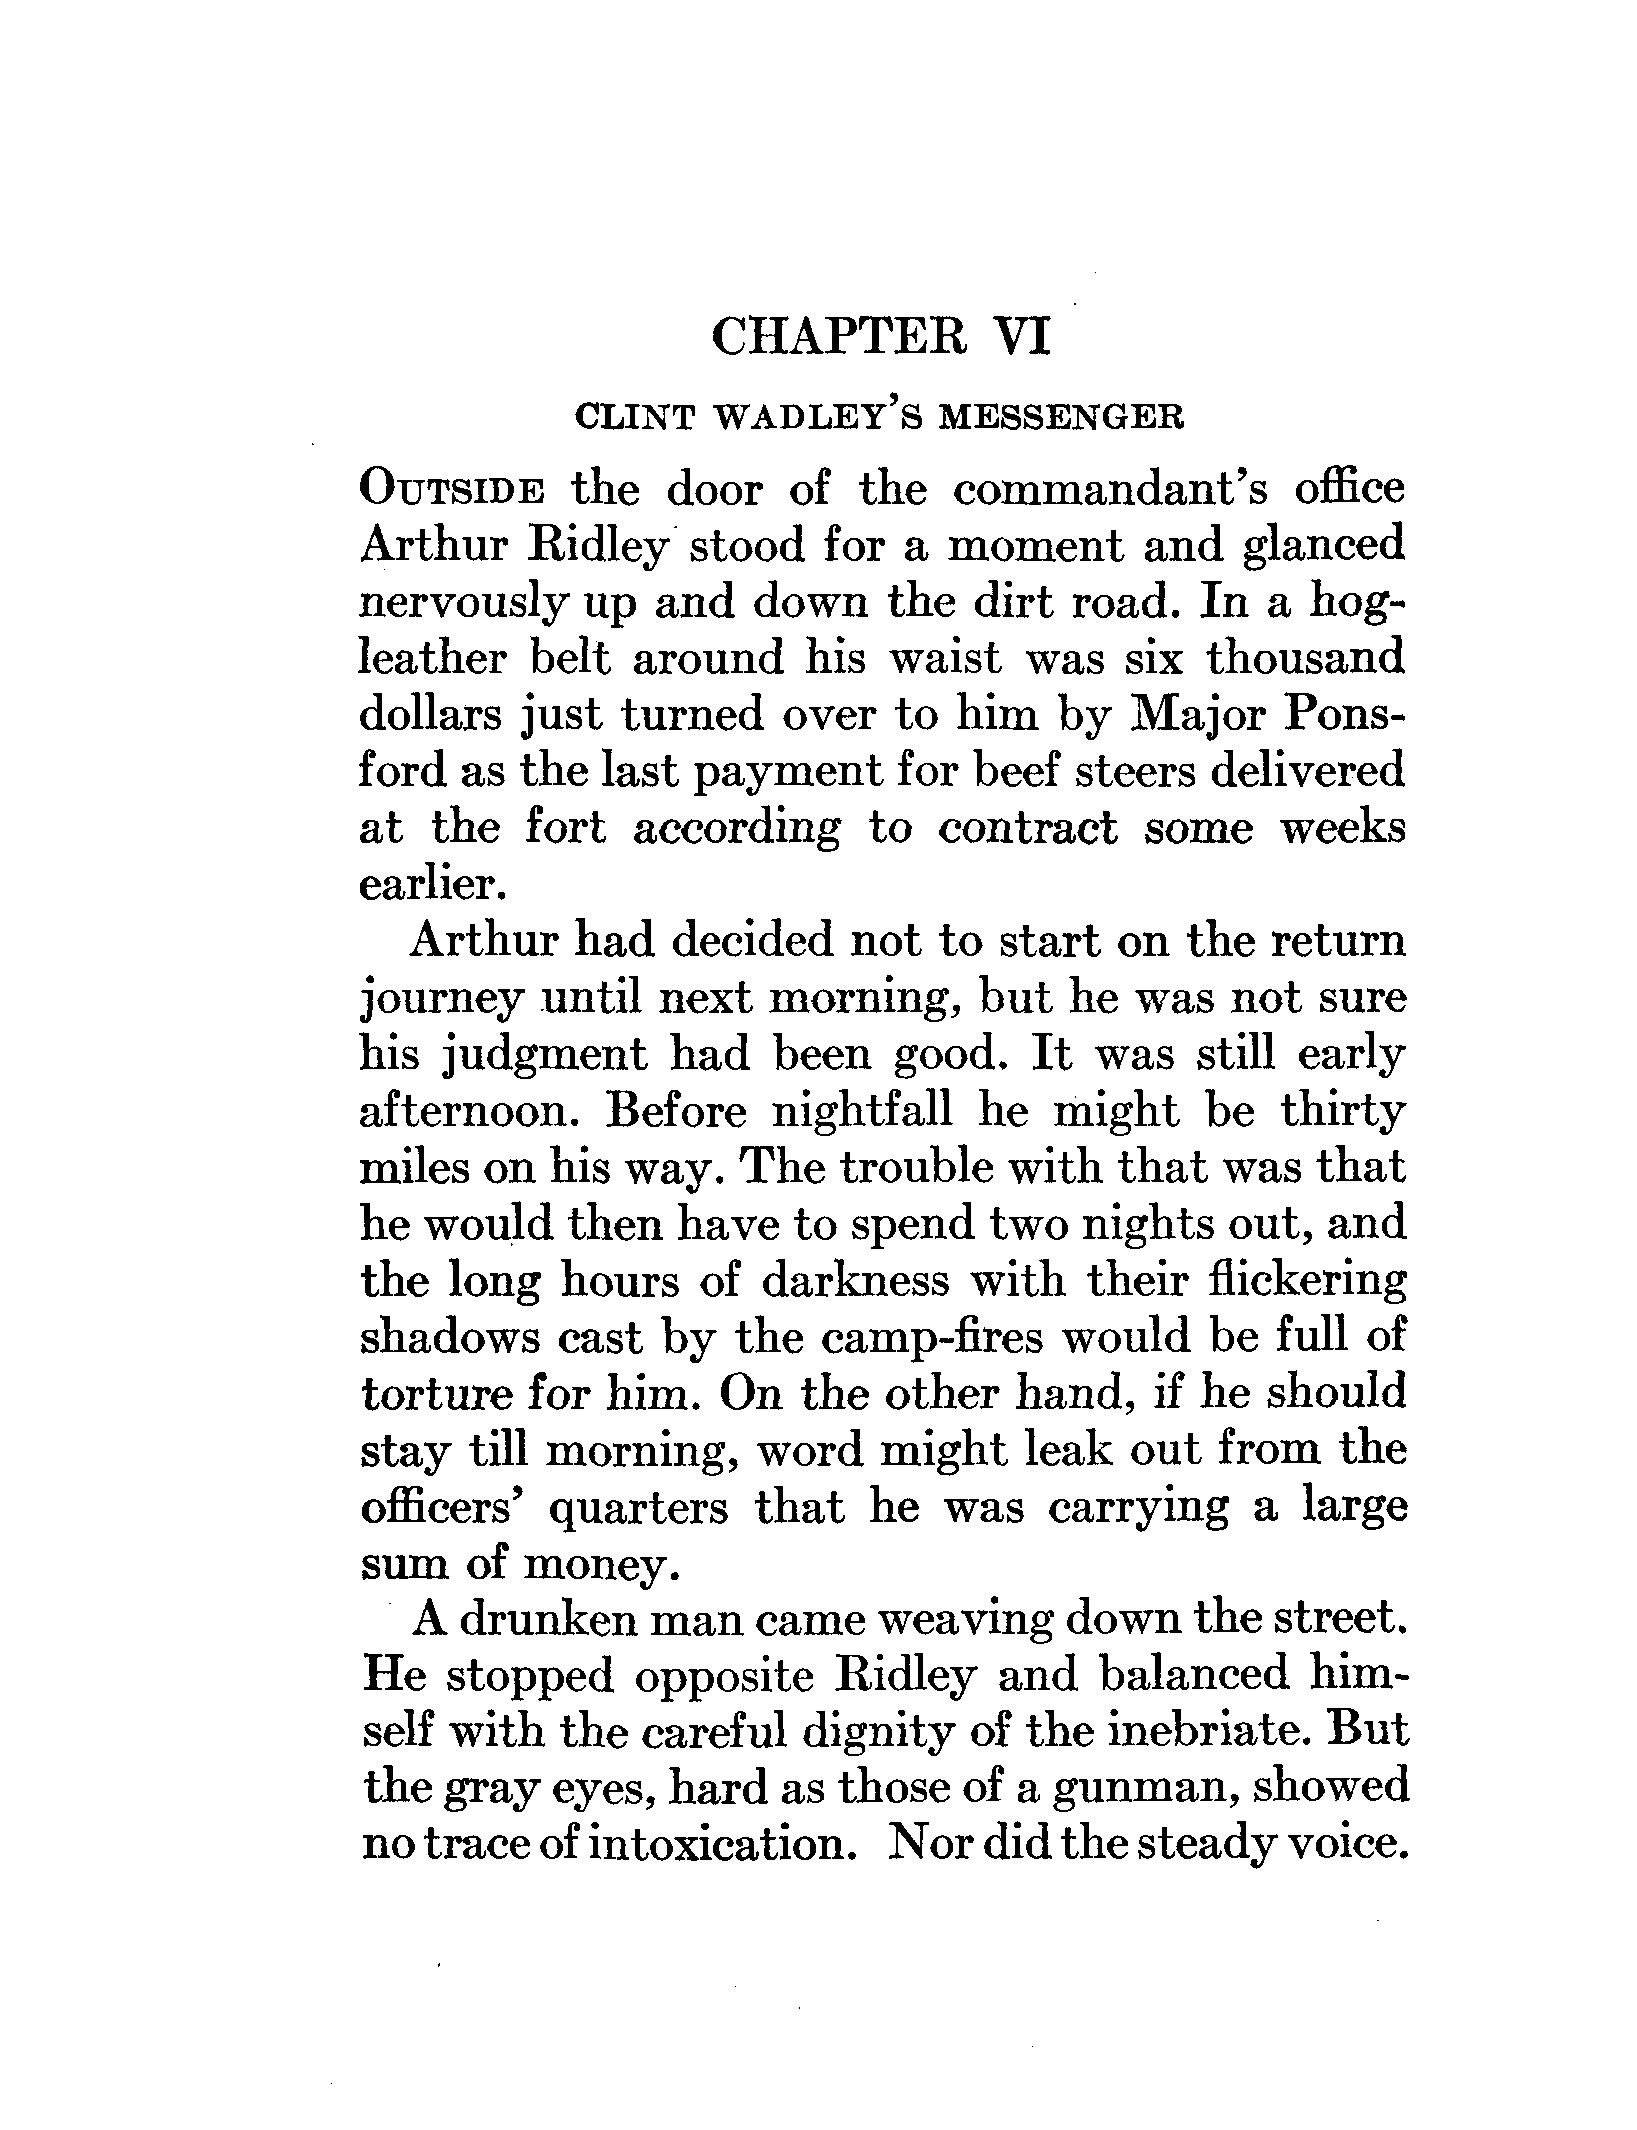 CHAPTER VI
CLINT WADLEY'S MESSENGER
OUTSIDE the door of the commandant's office
Arthur Ridley stood for a moment and glanced
nervously up and down the dirt road. In a hog-
leather belt around his waist was six thousand
dollars just turned over to him by Major Pons-
ford as the last payment for beef steers delivered
at the fort according to contract some weeks
earlier.
Arthur had decided not to start on the return
journey until next morning, but he was not sure
his judgment had been good. It was still early
afternoon. Before nightfall he might be thirty
miles on his way. The trouble with that was that
he would then have to spend two nights out, and
the long hours of darkness with their flickering
shadows cast by the camp-fires would be full of
torture for him. On the other hand, if he should
stay till morning, word might leak out from the
officers' quarters that he was carrying a large
sum of money.
A drunken man came weaving down the street.
He stopped opposite Ridley and balanced him-
self with the careful dignity of the inebriate. But
the gray eyes, hard as those of a gunman, showed
no trace of intoxication. Nor did the steady voice.